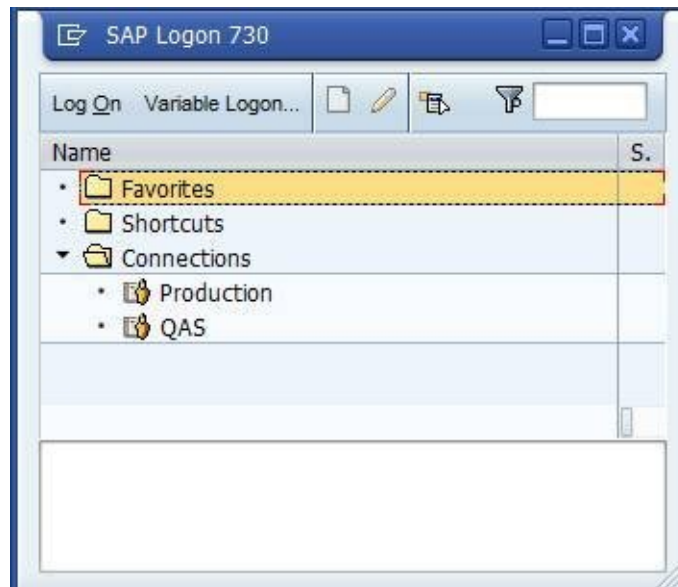 SAP Logon 730
Log On Variable Logon...
Name S.
Favorites
Shortcuts
Connections
Production
QAS